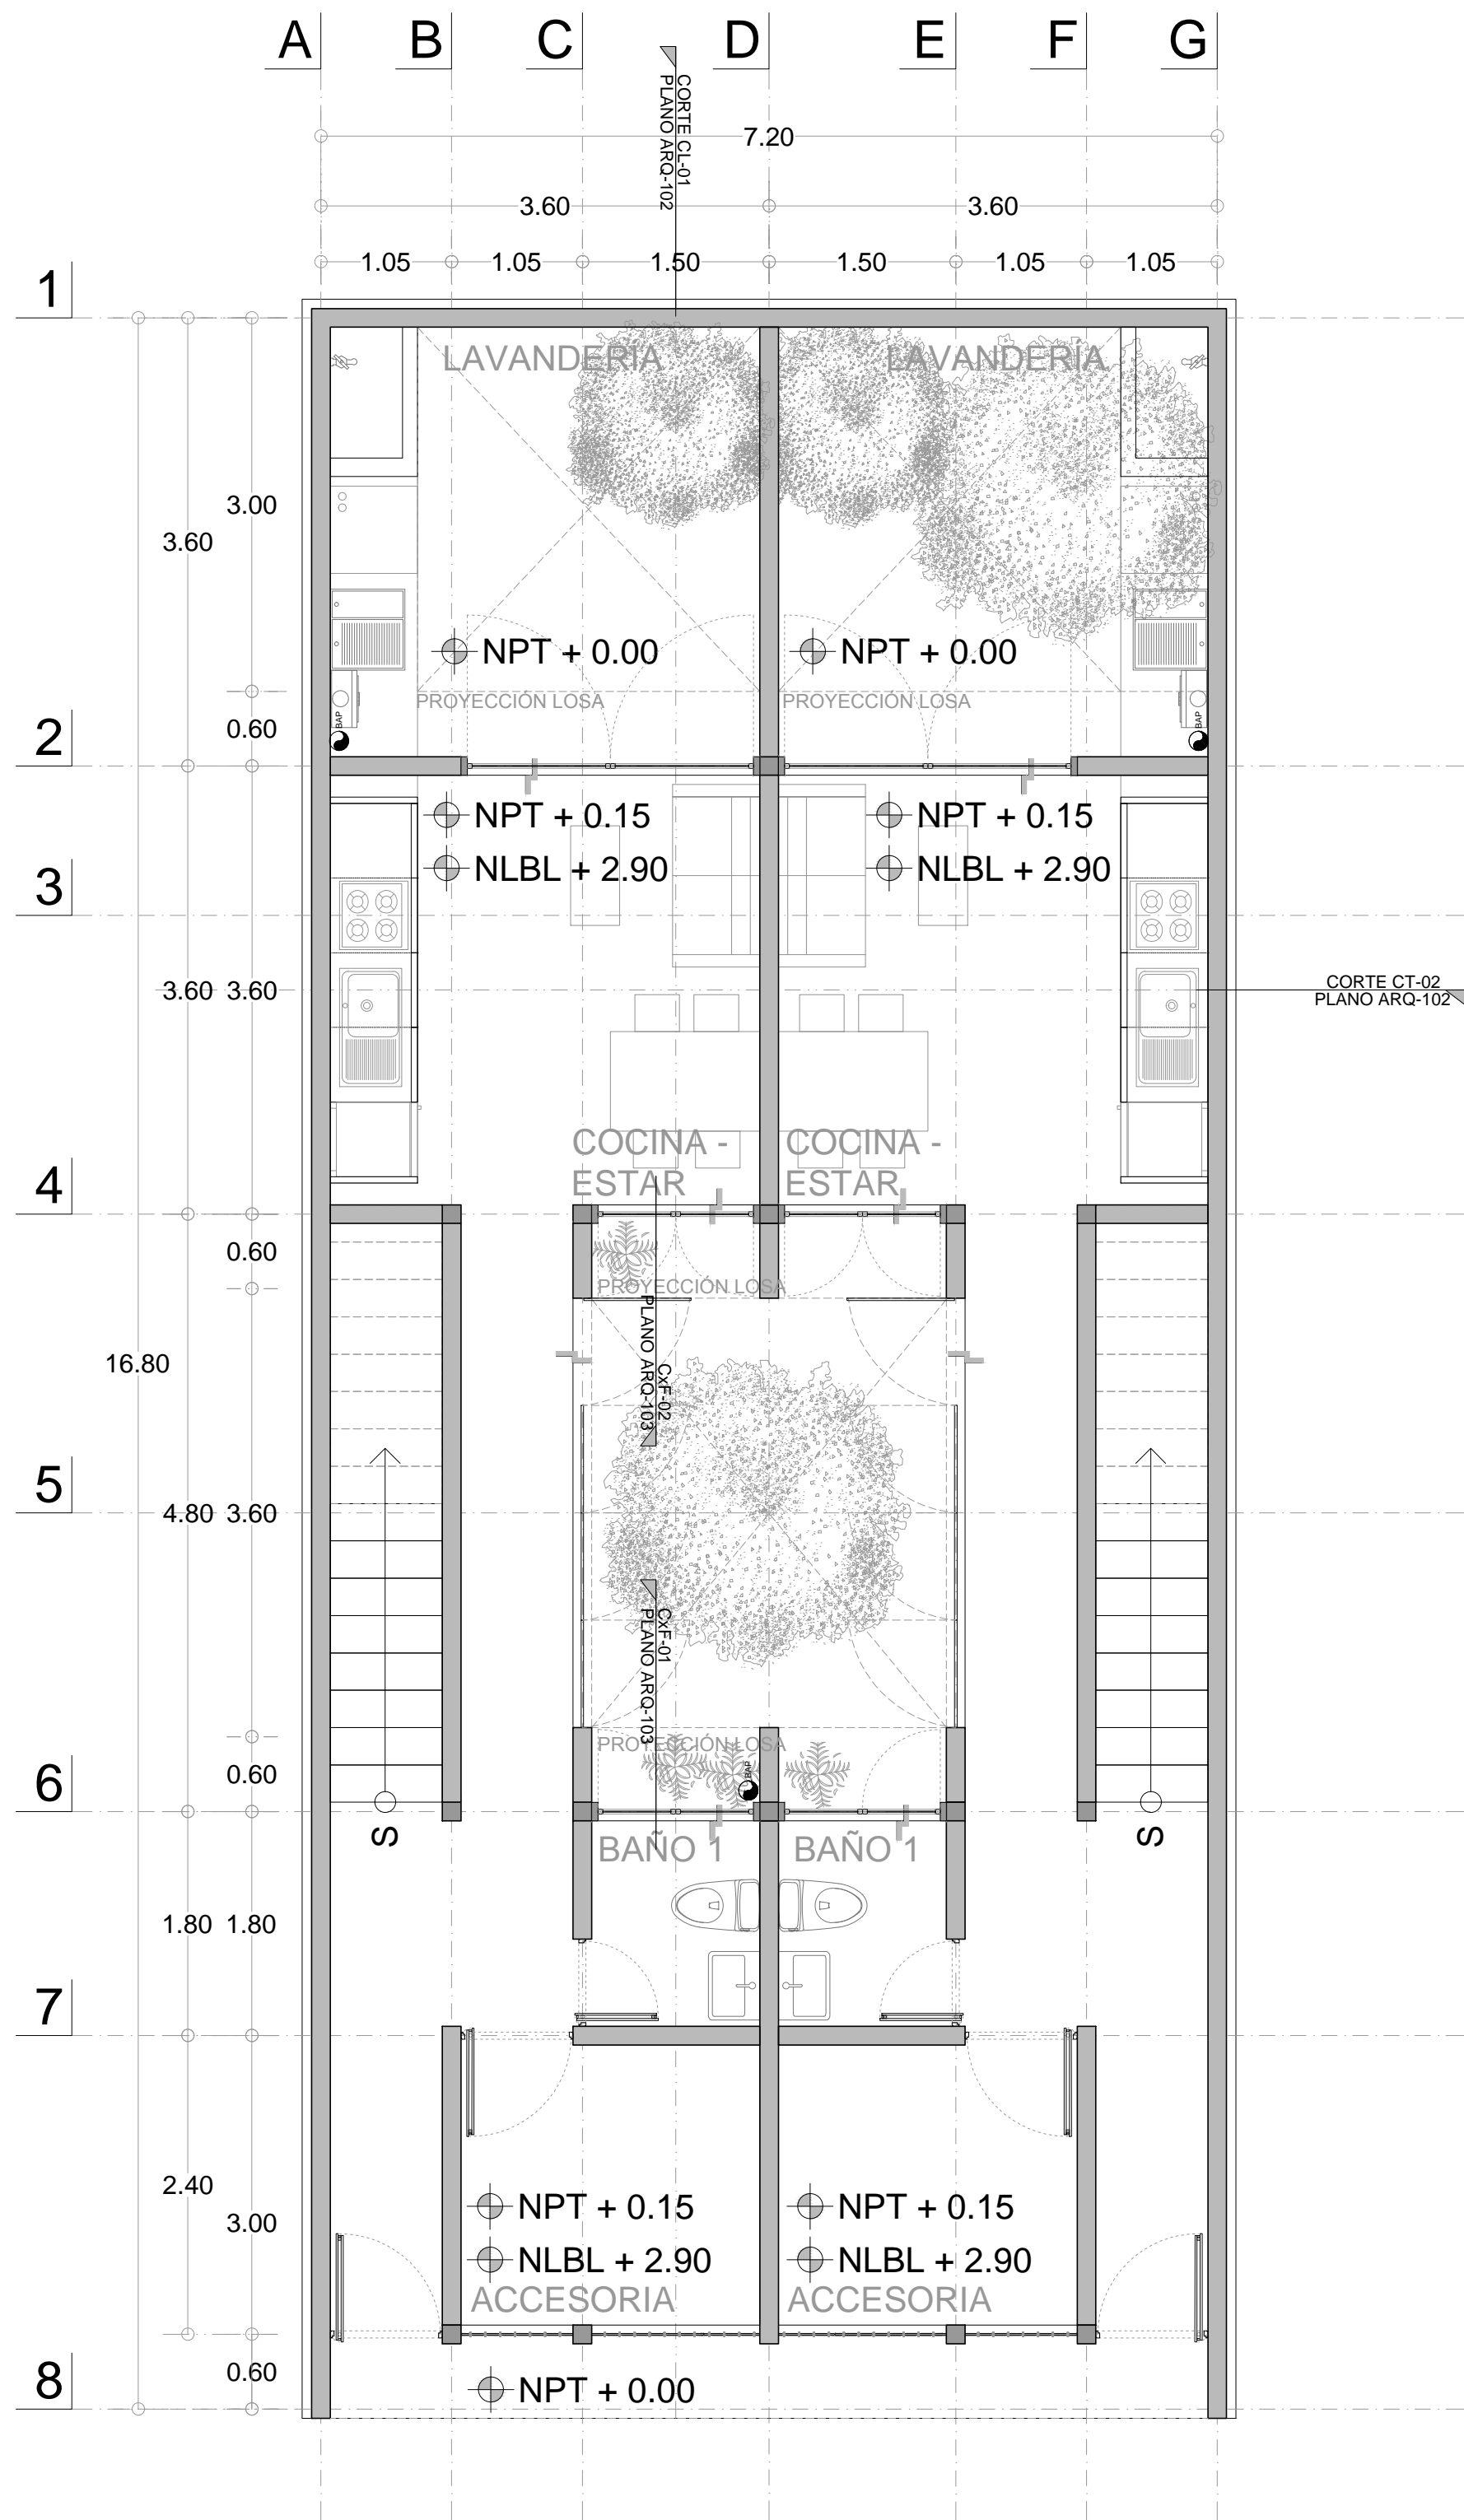 A B C D E F G
CORTE CL-01
PLANO ARQ-102
7.20
3.60 3.60
1.05 1.05 1.50 1.50 1.05 1.05
1
LAVANDERÍA LAVANDERÍA
3.00
3.60
NPT + 0.00 NPT + 0.00
PROYECCIÓN LOSA PROYECCIÓN LOSA
BAP BAP
0.60
2
NPT + 0.15 NPT + 0.15
NLBL + 2.90 NLBL + 2.90
3
CORTE CT-02
PLANO ARQ-102
3.60 3.60
COCINA - COCINA -
ESTAR ESTAR
4
0.60
PROYECCIÓN LOSA
16.80
CxF-02
PLANO ARQ-103
5
4.80 3.60
CxF-01
PLANO ARQ-103
PROYECCIÓN LOSA
BAP
0.60
6
S S
BAÑO 1 BAÑO 1
1.80 1.80
7
2.40
3.00
NPT + 0.15 NPT + 0.15
NLBL + 2.90 NLBL + 2.90
ACCESORIA ACCESORIA
0.60
8
NPT + 0.00